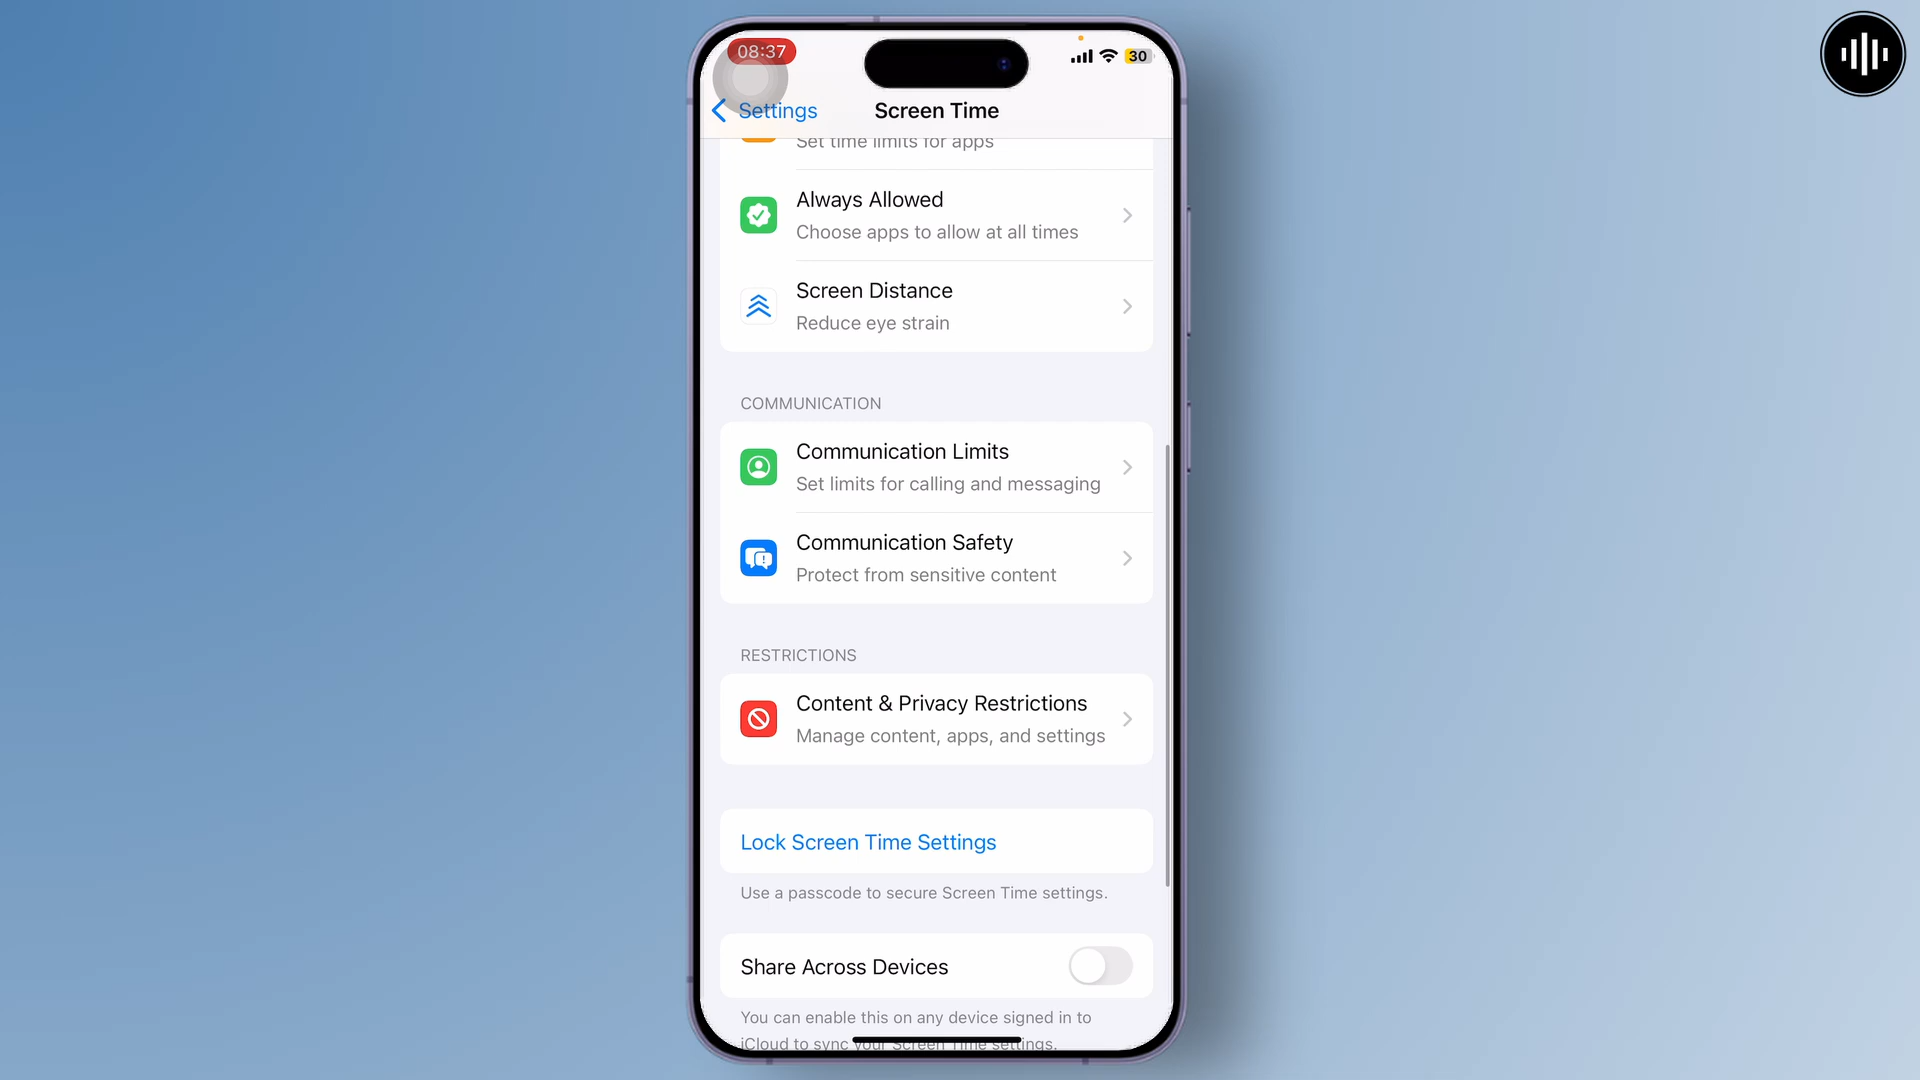 08:37
30
Settings
Screen Time
Set time limits for apps
Always Allowed
Choose apps to allow at all times
Screen Distance
Reduce eye strain
COMMUNICATION
Communication Limits
Set limits for calling and messaging
Communication Safety
Protect from sensitive content
RESTRICTIONS
Content & Privacy Restrictions
Manage content, apps, and settings
Lock Screen Time Settings
Use a passcode to secure Screen Time settings.
Share Across Devices
You can enable this on any device signed in to
iCloud to sync your Screen Time settings.